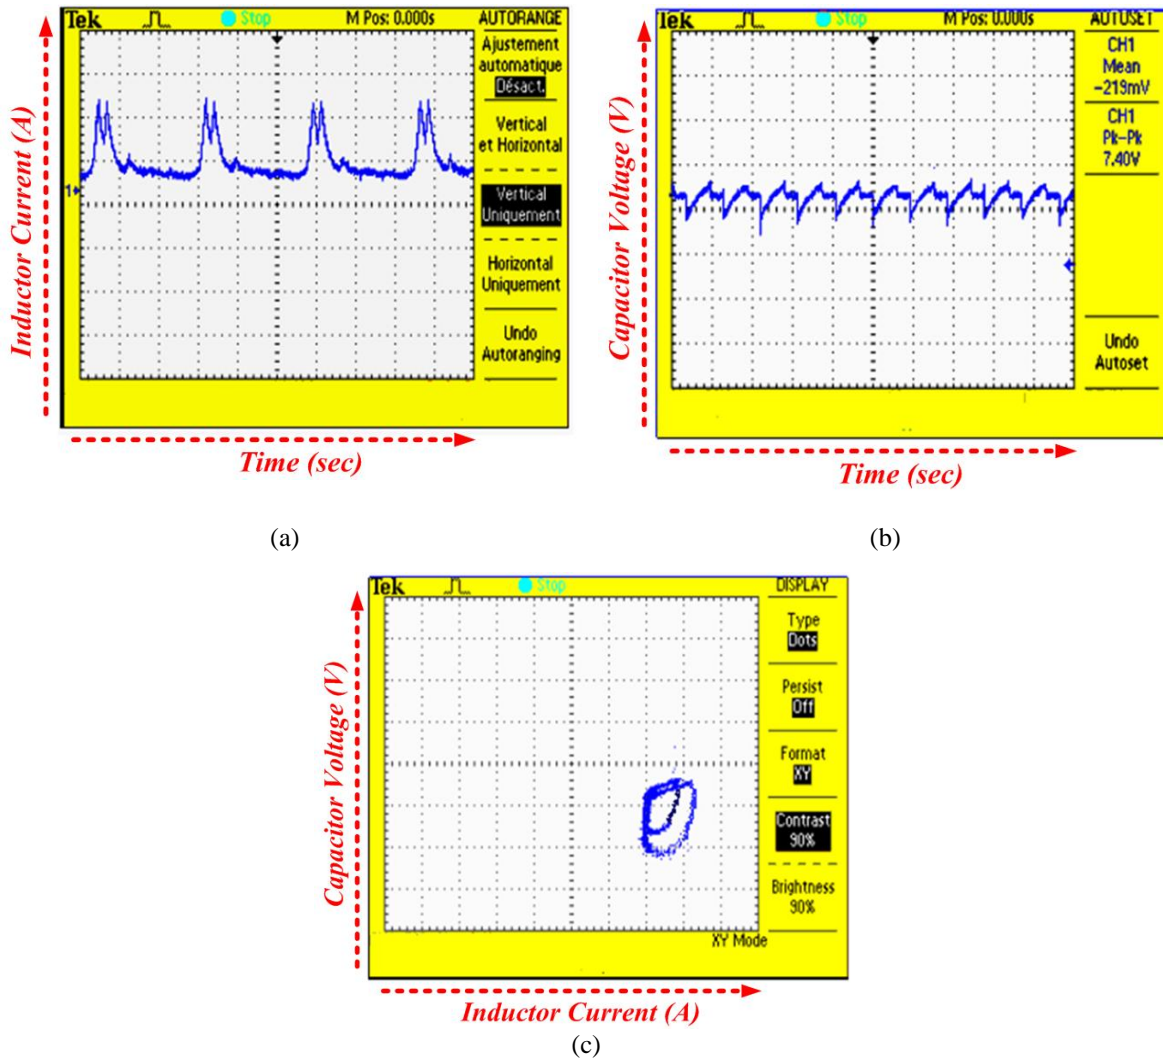 Tek
Stop
M Pos: 0.000s
AUTORANGE
Ajustement
automatique
Désact.
Vertical
et Horizontal
Vertical
Uniquement
Horizontal
Uniquement
Undo
Autoranging
1
Inductor Current (A)
Time (sec)
(a)
Tek
Stop
M Pos: 0.000s
AUTOSET
CH1
Mean
-219mV
CH1
Pk-Pk
7.40V
Undo
Autoset
Capacitor Voltage (V)
Time (sec)
(b)
Tek
Stop
DISPLAY
Type
Dots
Persist
Off
Format
XY
Contrast
90%
Brightness
90%
XY Mode
Capacitor Voltage (V)
Inductor Current (A)
(c)